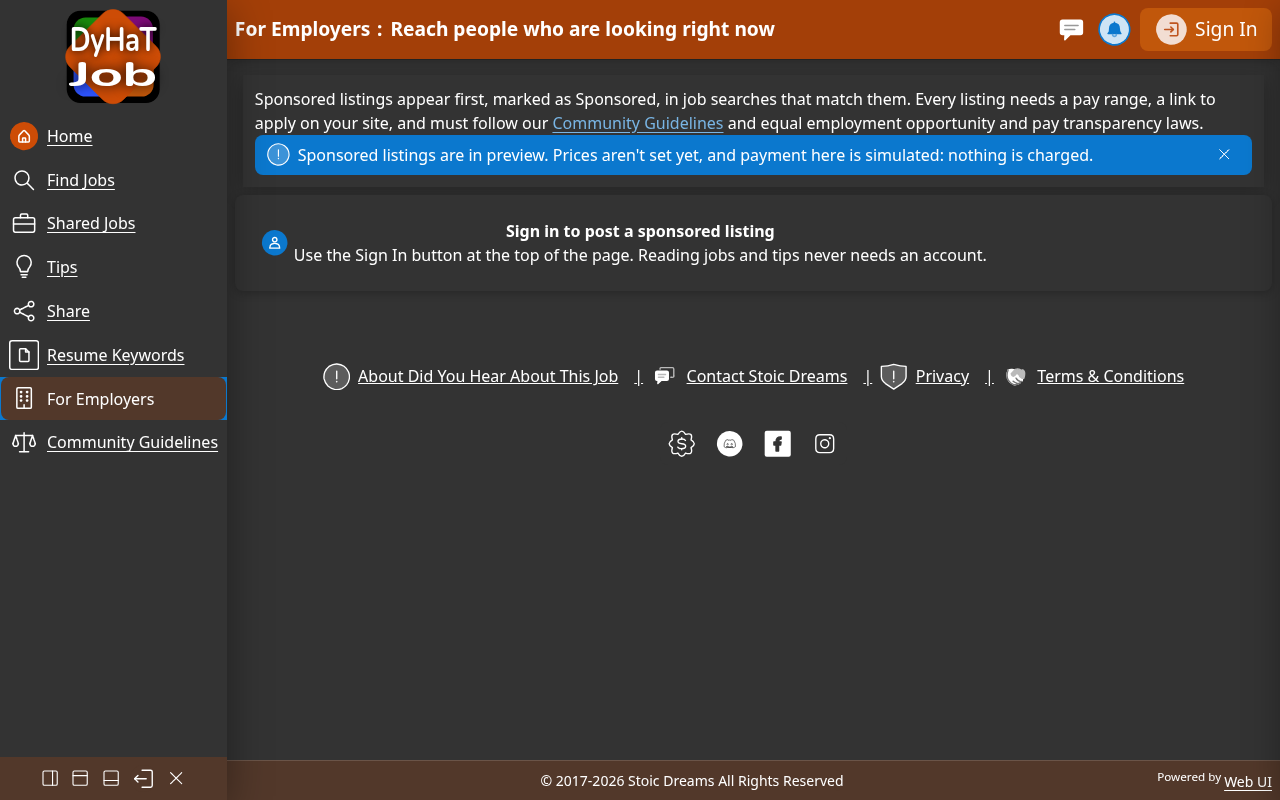 DyHaT
Job
Home
Find Jobs
Shared Jobs
Tips
Share
Resume Keywords
For Employers
Community Guidelines
For Employers : Reach people who are looking right now
Sign In
Sponsored listings appear first, marked as Sponsored, in job searches that match them. Every listing needs a pay range, a link to
apply on your site, and must follow our Community Guidelines and equal employment opportunity and pay transparency laws.
Sponsored listings are in preview. Prices aren't set yet, and payment here is simulated: nothing is charged.
Sign in to post a sponsored listing
Use the Sign In button at the top of the page. Reading jobs and tips never needs an account.
About Did You Hear About This Job | Contact Stoic Dreams | Privacy | Terms & Conditions
© 2017-2026 Stoic Dreams All Rights Reserved
Powered by Web UI